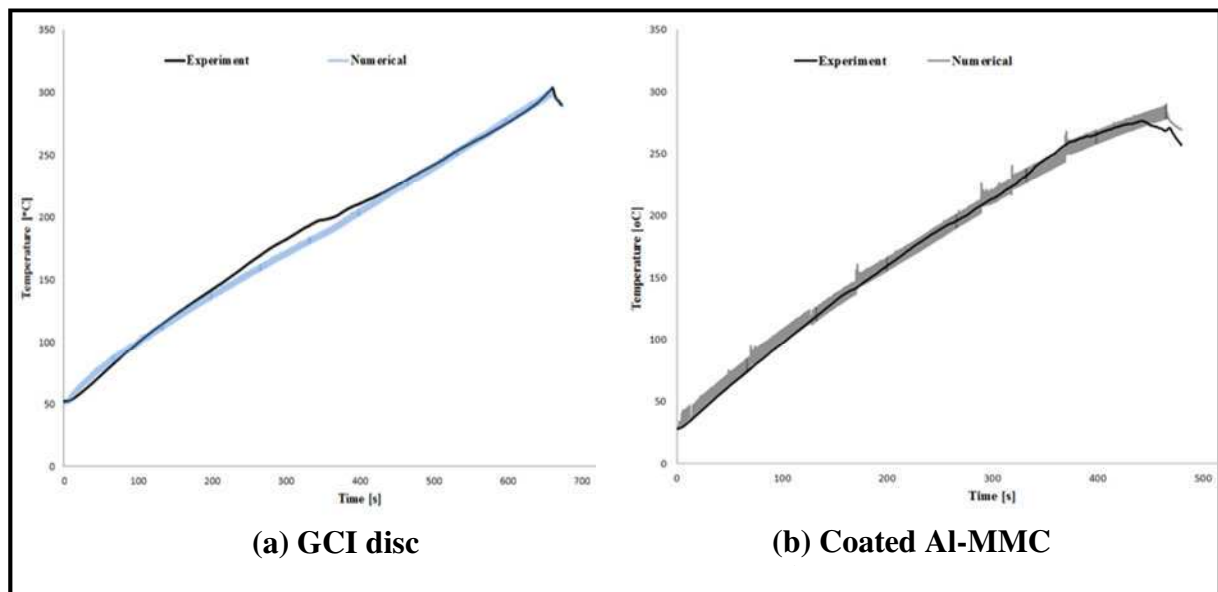 350
Experiment Numerical
300
250
200
150
100
50
0
Temperature [°C]
0 100 200 300 400 500 600 700
Time [s]
(a) GCI disc
350
Experiment Numerical
300
250
200
150
100
50
0
Temperature [oC]
0 100 200 300 400 500
Time [s]
(b) Coated Al-MMC